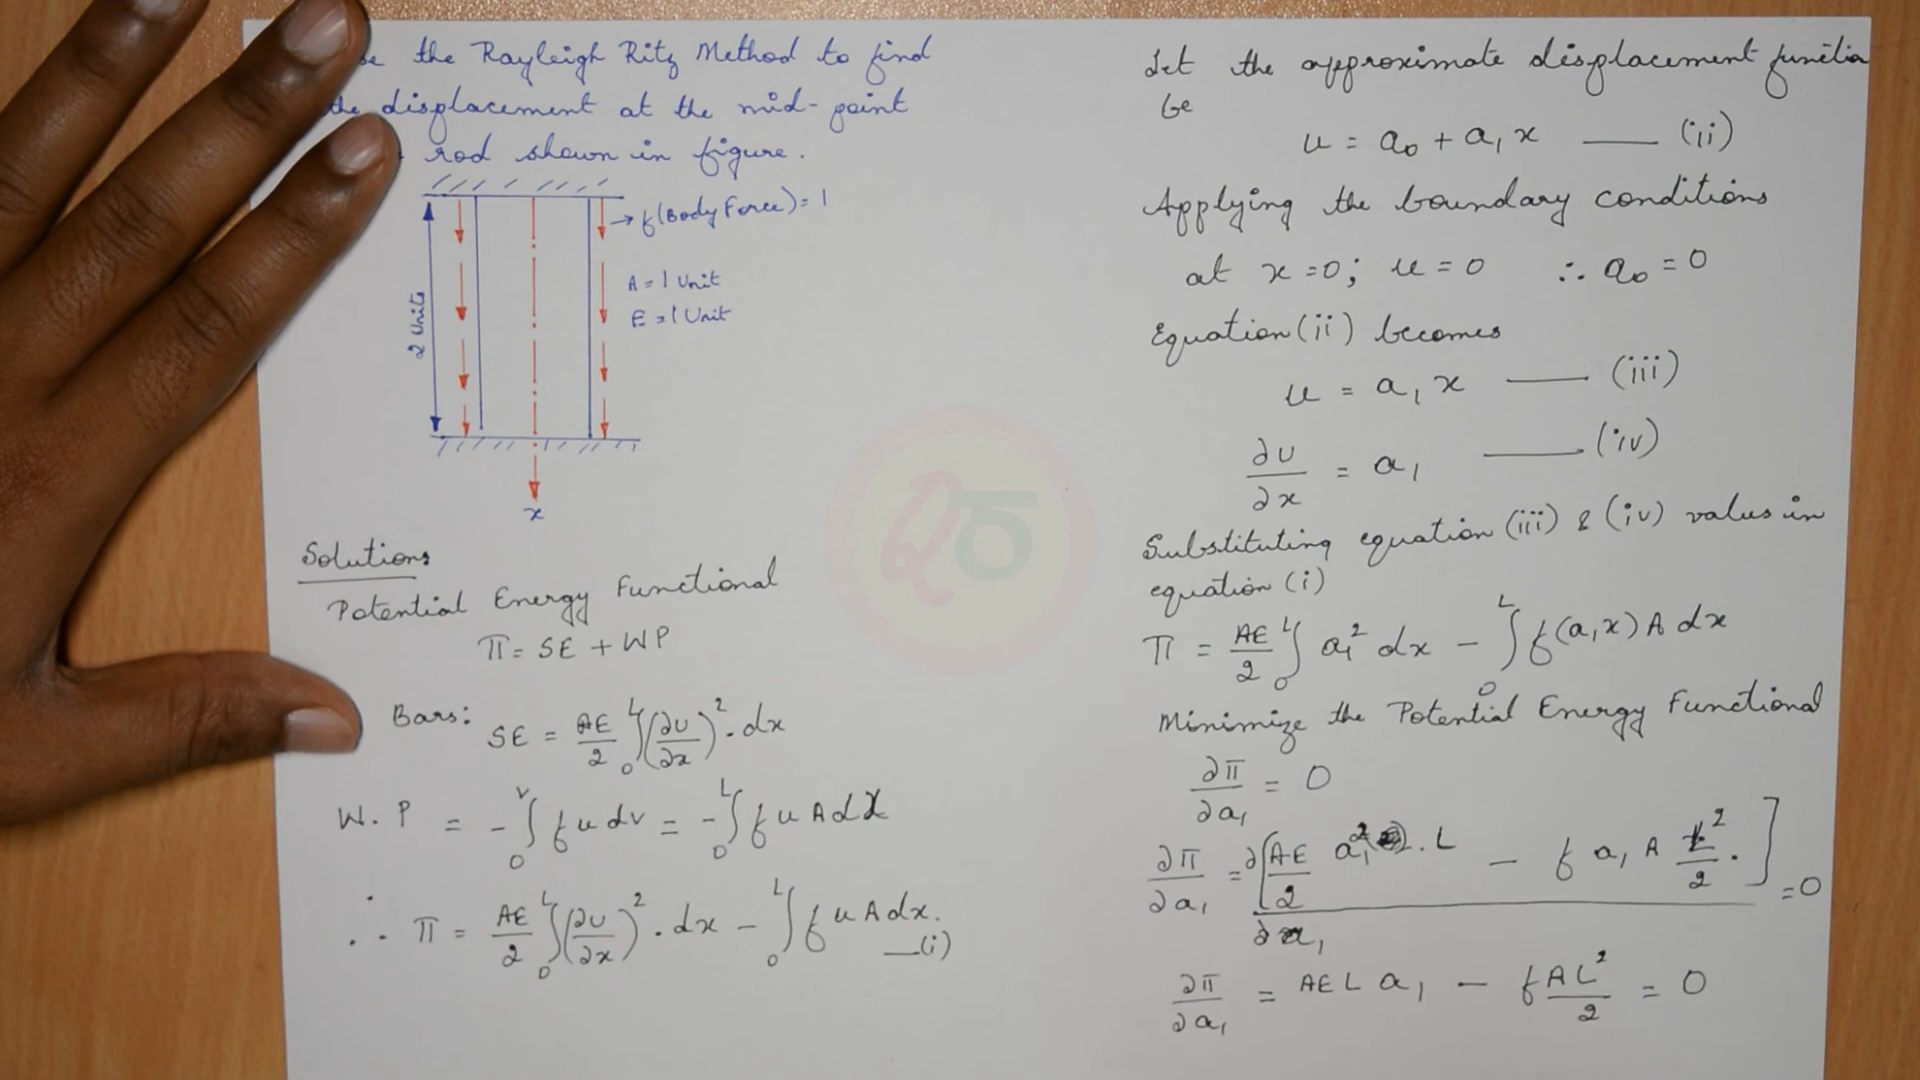 the Rayleigh Ritz Method to find
the displacement at the mid-point
rod shown in figure.
f(Body Force) = 1
A = 1 Unit
E = 1 Unit
2 Units
x
Solutions
Potential Energy Functional
π = SE + WP
Bars: SE = AE/2 ∫₀ᴸ (∂u/∂x)² . dx
W.P = - ∫₀ⱽ f u dv = - ∫₀ᴸ f u A dx
∴ π = AE/2 ∫₀ᴸ (∂u/∂x)² . dx - ∫₀ᴸ f u A dx. —(i)
Let the approximate displacement function
be
u = a₀ + a₁ x —— (ii)
Applying the boundary conditions
at x = 0; u = 0 ∴ a₀ = 0
Equation (ii) becomes
u = a₁ x —— (iii)
∂u/∂x = a₁ —— (iv)
Substituting equation (iii) & (iv) values in
equation (i)
π = AE/2 ∫₀ᴸ a₁² dx - ∫₀ᴸ f (a₁x) A dx
Minimize the Potential Energy Functional
∂π/∂a₁ = 0
∂π/∂a₁ = ∂[AE/2 a₁² . L - f a₁ A L²/2 .]/∂a₁ = 0
∂π/∂a₁ = AEL a₁ - f AL²/2 = 0